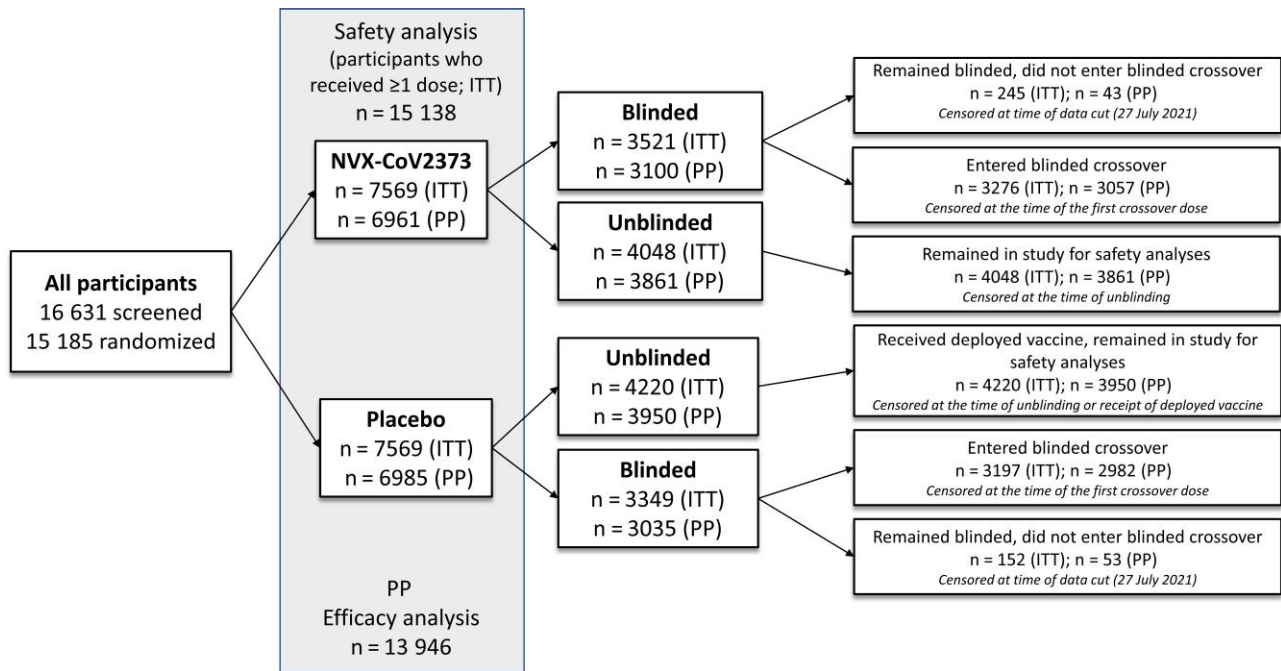 All participants
16 631 screened
15 185 randomized
Safety analysis
(participants who
received ≥1 dose; ITT)
n = 15 138
NVX-CoV2373
n = 7569 (ITT)
n = 6961 (PP)
Placebo
n = 7569 (ITT)
n = 6985 (PP)
PP
Efficacy analysis
n = 13 946
Blinded
n = 3521 (ITT)
n = 3100 (PP)
Unblinded
n = 4048 (ITT)
n = 3861 (PP)
Unblinded
n = 4220 (ITT)
n = 3950 (PP)
Blinded
n = 3349 (ITT)
n = 3035 (PP)
Remained blinded, did not enter blinded crossover
n = 245 (ITT); n = 43 (PP)
Censored at time of data cut (27 July 2021)
Entered blinded crossover
n = 3276 (ITT); n = 3057 (PP)
Censored at the time of the first crossover dose
Remained in study for safety analyses
n = 4048 (ITT); n = 3861 (PP)
Censored at the time of unblinding
Received deployed vaccine, remained in study for
safety analyses
n = 4220 (ITT); n = 3950 (PP)
Censored at the time of unblinding or receipt of deployed vaccine
Entered blinded crossover
n = 3197 (ITT); n = 2982 (PP)
Censored at the time of the first crossover dose
Remained blinded, did not enter blinded crossover
n = 152 (ITT); n = 53 (PP)
Censored at time of data cut (27 July 2021)